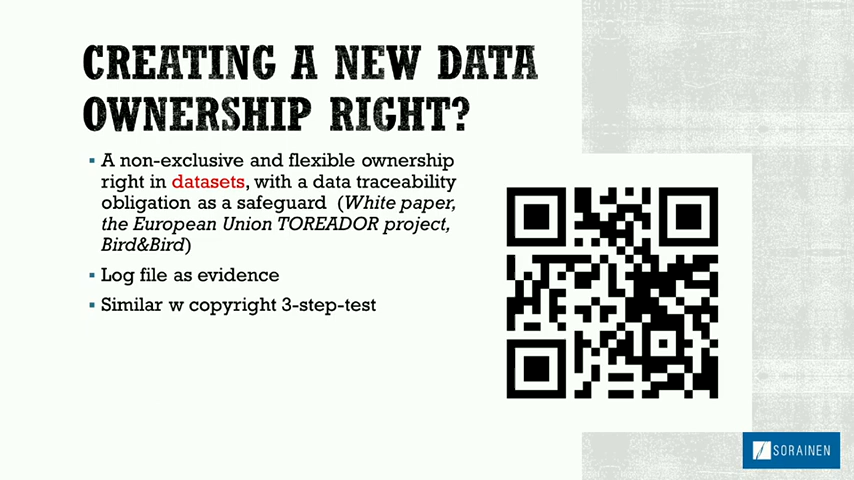 CREATING A NEW DATA
OWNERSHIP RIGHT?
▪ A non-exclusive and flexible ownership
right in datasets, with a data traceability
obligation as a safeguard (White paper,
the European Union TOREADOR project,
Bird&Bird)
▪ Log file as evidence
▪ Similar w copyright 3-step-test
SORAINEN